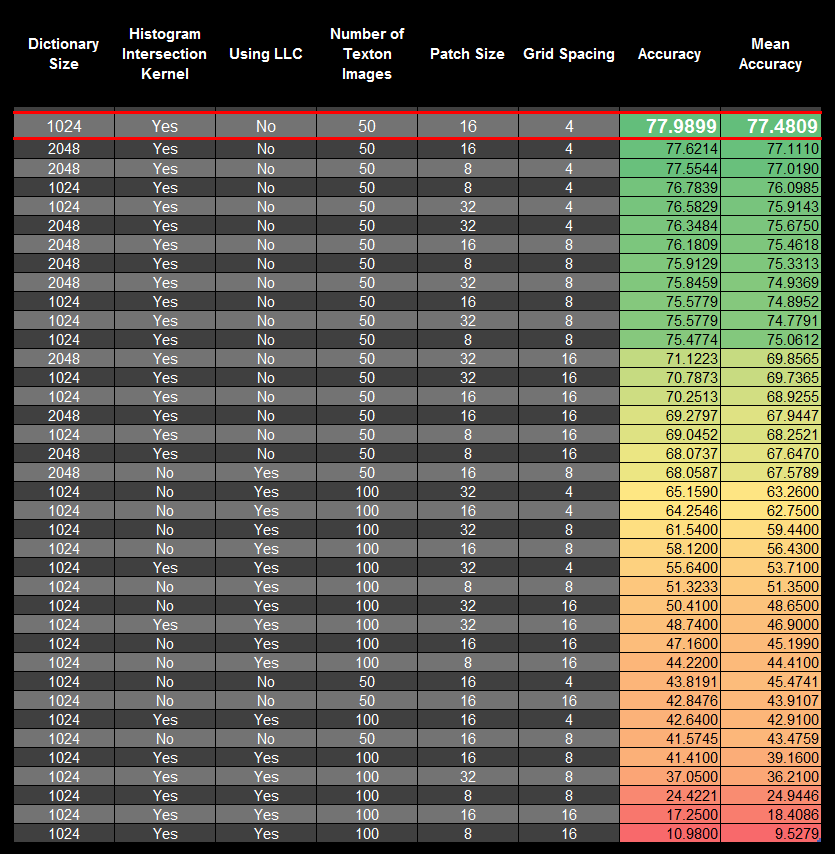 Dictionary Size Histogram Intersection Kernel Using LLC Number of Texton Images Patch Size Grid Spacing Accuracy Mean Accuracy
1024 Yes No 50 16 4 77.9899 77.4809
2048 Yes No 50 16 4 77.6214 77.1110
2048 Yes No 50 8 4 77.5544 77.0190
1024 Yes No 50 8 4 76.7839 76.0985
1024 Yes No 50 32 4 76.5829 75.9143
2048 Yes No 50 32 4 76.3484 75.6750
2048 Yes No 50 16 8 76.1809 75.4618
2048 Yes No 50 8 8 75.9129 75.3313
2048 Yes No 50 32 8 75.8459 74.9369
1024 Yes No 50 16 8 75.5779 74.8952
1024 Yes No 50 32 8 75.5779 74.7791
1024 Yes No 50 8 8 75.4774 75.0612
2048 Yes No 50 32 16 71.1223 69.8565
1024 Yes No 50 32 16 70.7873 69.7365
1024 Yes No 50 16 16 70.2513 68.9255
2048 Yes No 50 16 16 69.2797 67.9447
1024 Yes No 50 8 16 69.0452 68.2521
2048 Yes No 50 8 16 68.0737 67.6470
2048 No Yes 50 16 8 68.0587 67.5789
1024 No Yes 100 32 4 65.1590 63.2600
1024 No Yes 100 16 4 64.2546 62.7500
1024 No Yes 100 32 8 61.5400 59.4400
1024 No Yes 100 16 8 58.1200 56.4300
1024 Yes Yes 100 32 4 55.6400 53.7100
1024 No Yes 100 8 8 51.3233 51.3500
1024 No Yes 100 32 16 50.4100 48.6500
1024 Yes Yes 100 32 16 48.7400 46.9000
1024 No Yes 100 16 16 47.1600 45.1990
1024 No Yes 100 8 16 44.2200 44.4100
1024 No No 50 16 4 43.8191 45.4741
1024 No No 50 16 16 42.8476 43.9107
1024 Yes Yes 100 16 4 42.6400 42.9100
1024 No No 50 16 8 41.5745 43.4759
1024 Yes Yes 100 16 8 41.4100 39.1600
1024 Yes Yes 100 32 8 37.0500 36.2100
1024 Yes Yes 100 8 8 24.4221 24.9446
1024 Yes Yes 100 16 16 17.2500 18.4086
1024 Yes Yes 100 8 16 10.9800 9.5279